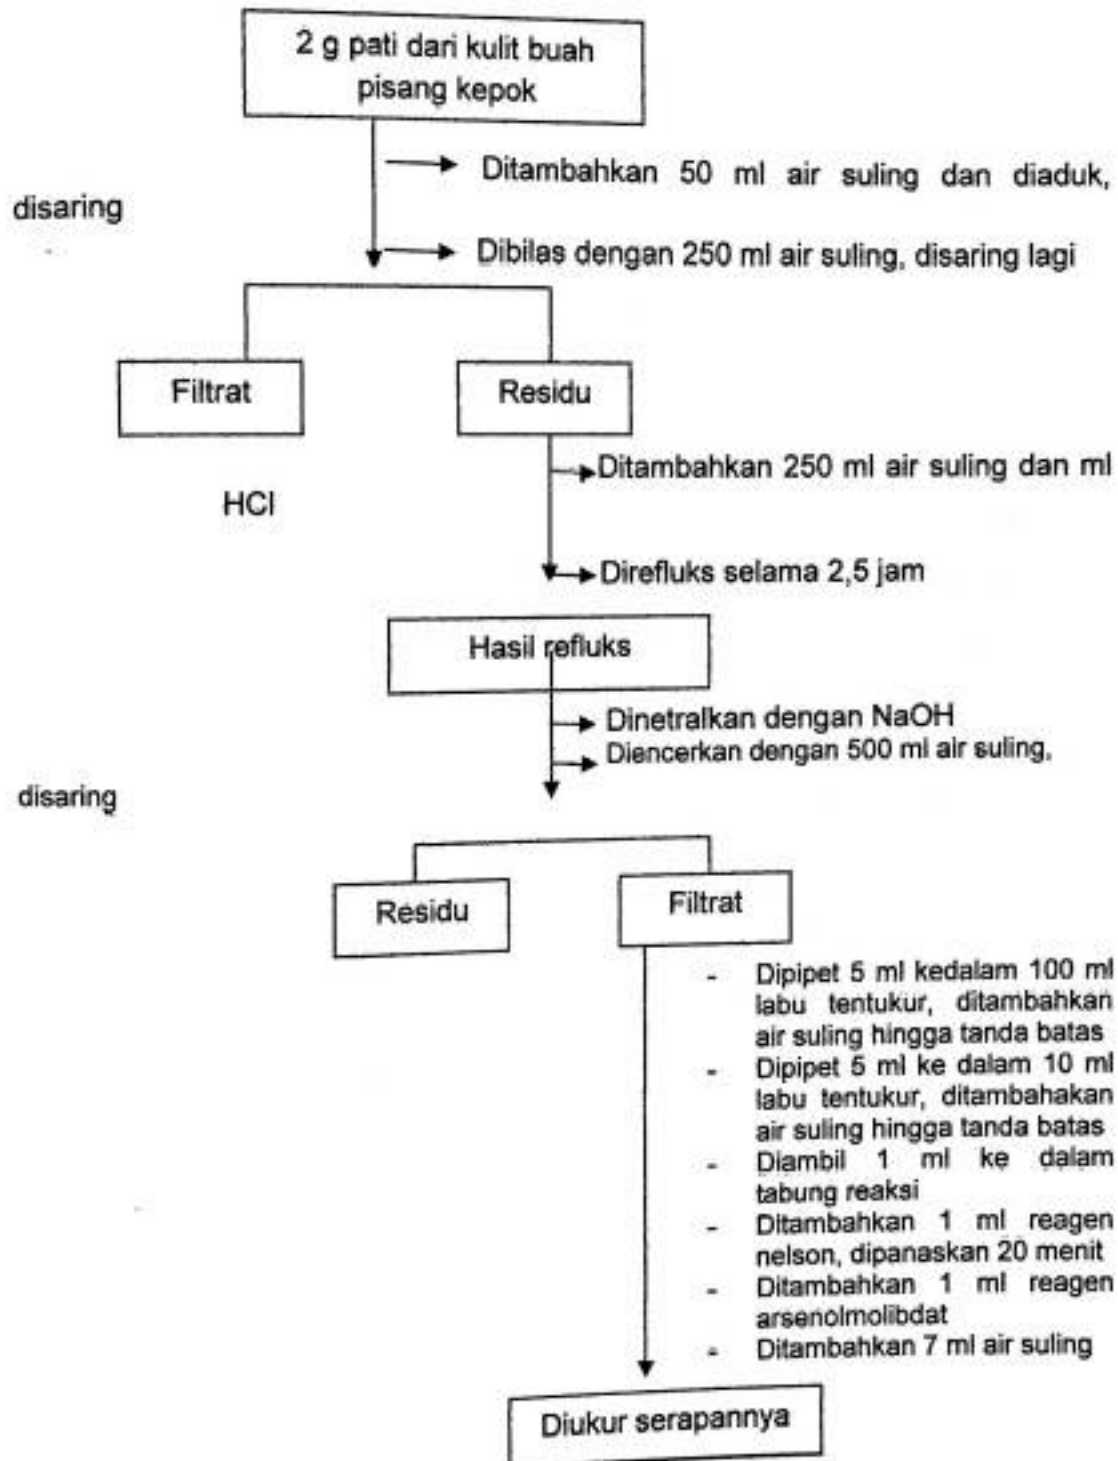 2 g pati dari kulit buah
pisang kepok
Ditambahkan 50 ml air suling dan diaduk,
disaring
Dibilas dengan 250 ml air suling, disaring lagi
Filtrat
Residu
Ditambahkan 250 ml air suling dan ml
HCl
Direfluks selama 2,5 jam
Hasil refluks
Dinetralkan dengan NaOH
Diencerkan dengan 500 ml air suling,
disaring
Residu
Filtrat
- Dipipet 5 ml kedalam 100 ml
labu tentukur, ditambahkan
air suling hingga tanda batas
- Dipipet 5 ml ke dalam 10 ml
labu tentukur, ditambahakan
air suling hingga tanda batas
- Diambil 1 ml ke dalam
tabung reaksi
- Ditambahkan 1 ml reagen
nelson, dipanaskan 20 menit
- Ditambahkan 1 ml reagen
arsenolmolibdat
- Ditambahkan 7 ml air suling
Diukur serapannya